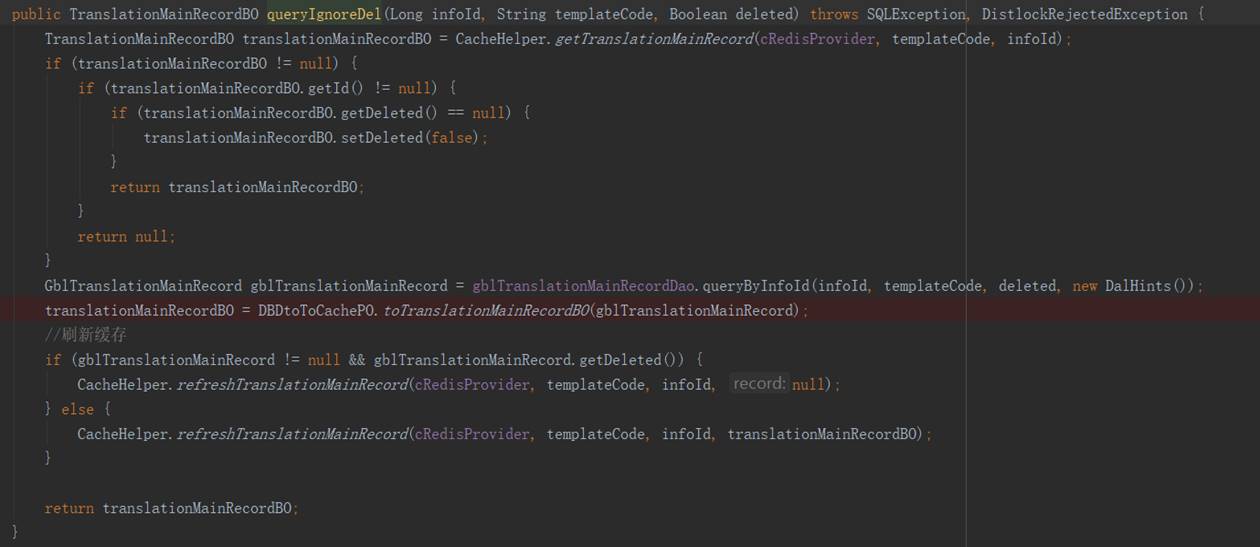 public TranslationMainRecordBO queryIgnoreDel(Long infoId, String templateCode, Boolean deleted) throws SQLException, DistlockRejectedException {
TranslationMainRecordBO translationMainRecordBO = CacheHelper.getTranslationMainRecord(cRedisProvider, templateCode, infoId);
if (translationMainRecordBO != null) {
if (translationMainRecordBO.getId() != null) {
if (translationMainRecordBO.getDeleted() == null) {
translationMainRecordBO.setDeleted(false);
}
return translationMainRecordBO;
}
return null;
}
GblTranslationMainRecord gblTranslationMainRecord = gblTranslationMainRecordDao.queryByInfoId(infoId, templateCode, deleted, new DalHints());
translationMainRecordBO = DBDtoToCachePO.toTranslationMainRecordBO(gblTranslationMainRecord);
//刷新缓存
if (gblTranslationMainRecord != null && gblTranslationMainRecord.getDeleted()) {
CacheHelper.refreshTranslationMainRecord(cRedisProvider, templateCode, infoId, record: null);
} else {
CacheHelper.refreshTranslationMainRecord(cRedisProvider, templateCode, infoId, translationMainRecordBO);
}
return translationMainRecordBO;
}